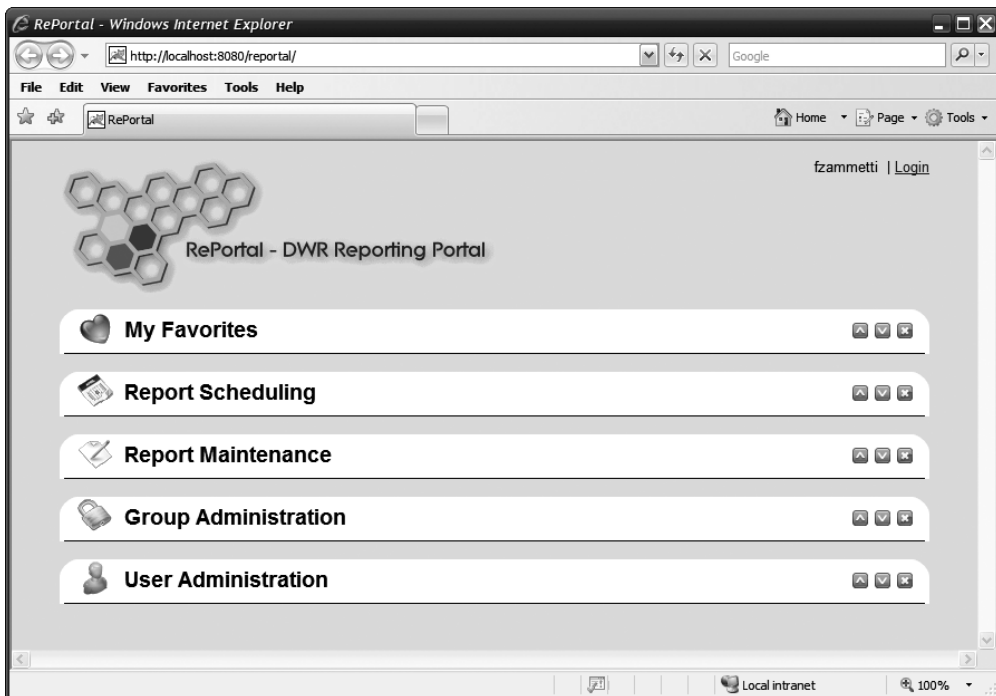 RePortal - Windows Internet Explorer
http://localhost:8080/reportal/
Google
File Edit View Favorites Tools Help
RePortal
Home Page Tools
fzammetti | Login
RePortal - DWR Reporting Portal
My Favorites
Report Scheduling
Report Maintenance
Group Administration
User Administration
Local intranet 100%